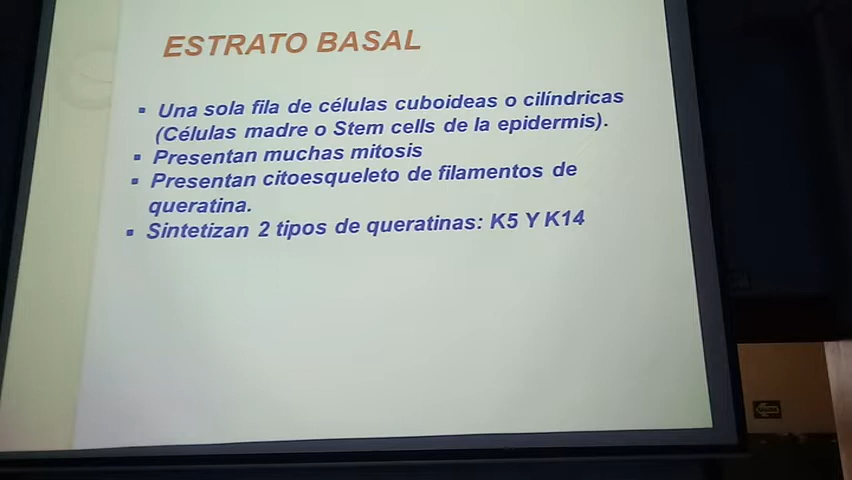 ESTRATO BASAL
▪ Una sola fila de células cuboideas o cilíndricas
(Células madre o Stem cells de la epidermis).
▪ Presentan muchas mitosis
▪ Presentan citoesqueleto de filamentos de
queratina.
▪ Sintetizan 2 tipos de queratinas: K5 Y K14